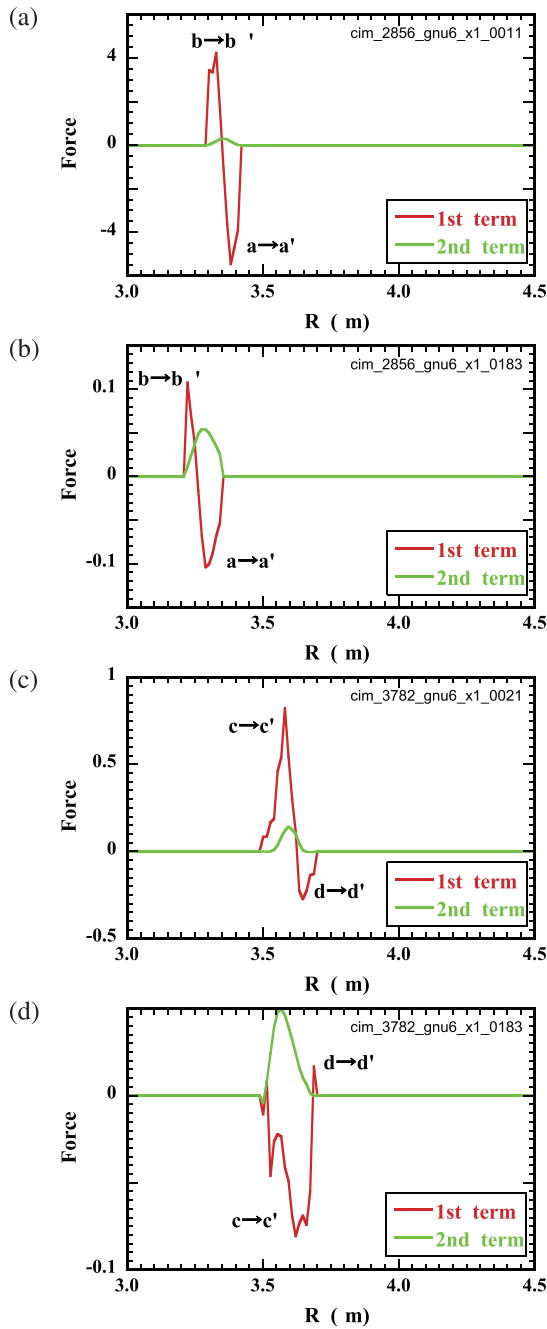 (a)
cim_2856_gnu6_x1_0011
b→b '
4
0
-4
Force
a→a'
1st term
2nd term
3.0 3.5 4.0 4.5
R ( m)
(b)
cim_2856_gnu6_x1_0183
b→b '
0.1
0
-0.1
Force
a→a'
1st term
2nd term
3.0 3.5 4.0 4.5
R ( m)
(c)
1
cim_3782_gnu6_x1_0021
c→c'
0.5
0
-0.5
Force
d→d'
1st term
2nd term
3.0 3.5 4.0 4.5
R ( m)
(d)
cim_3782_gnu6_x1_0183
d→d'
0
-0.1
Force
c→c'
1st term
2nd term
3.0 3.5 4.0 4.5
R ( m)